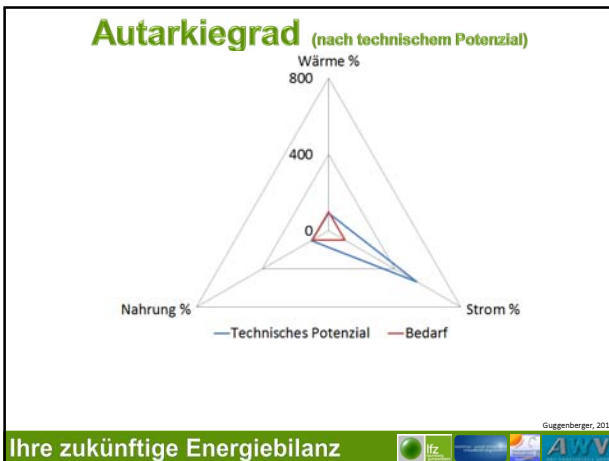 Autarkiegrad (nach technischem Potenzial)
Wärme %
800
400
0
Nahrung %
Strom %
Technisches Potenzial
Bedarf
Guggenberger, 201
Ihre zukünftige Energiebilanz
lfz
AWV